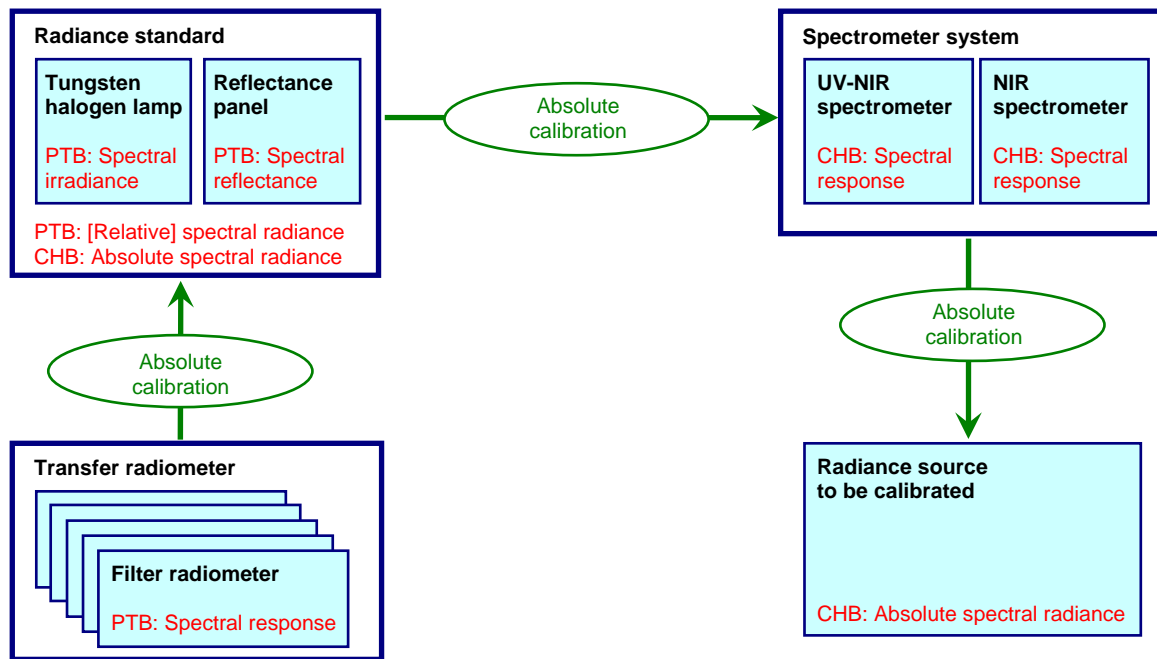 Radiance standard
Tungsten
halogen lamp
PTB: Spectral
irradiance
Reflectance
panel
PTB: Spectral
reflectance
PTB: [Relative] spectral radiance
CHB: Absolute spectral radiance
Absolute
calibration
Spectrometer system
UV-NIR
spectrometer
CHB: Spectral
response
NIR
spectrometer
CHB: Spectral
response
Absolute
calibration
Absolute
calibration
Transfer radiometer
Filter radiometer
PTB: Spectral response
Radiance source
to be calibrated
CHB: Absolute spectral radiance